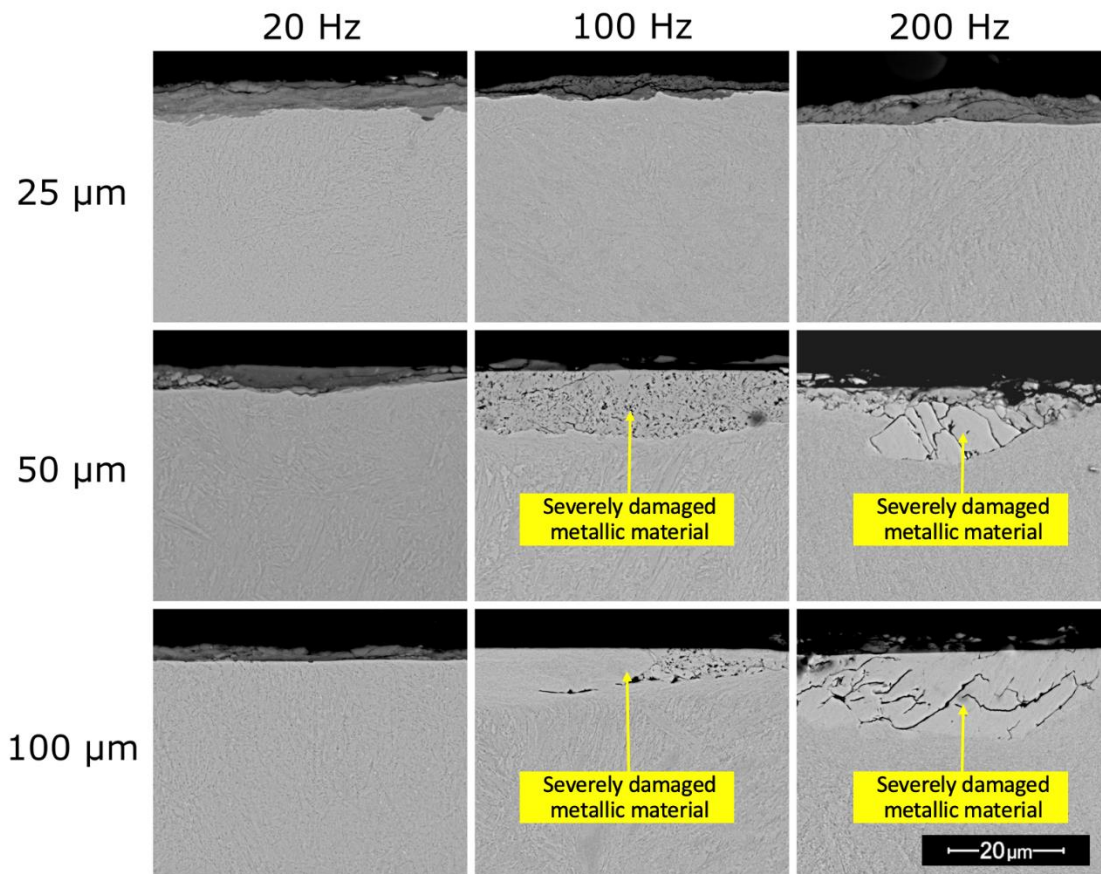 20 Hz
100 Hz
200 Hz
25 µm
50 µm
Severely damaged
metallic material
Severely damaged
metallic material
100 µm
Severely damaged
metallic material
Severely damaged
metallic material
20µm